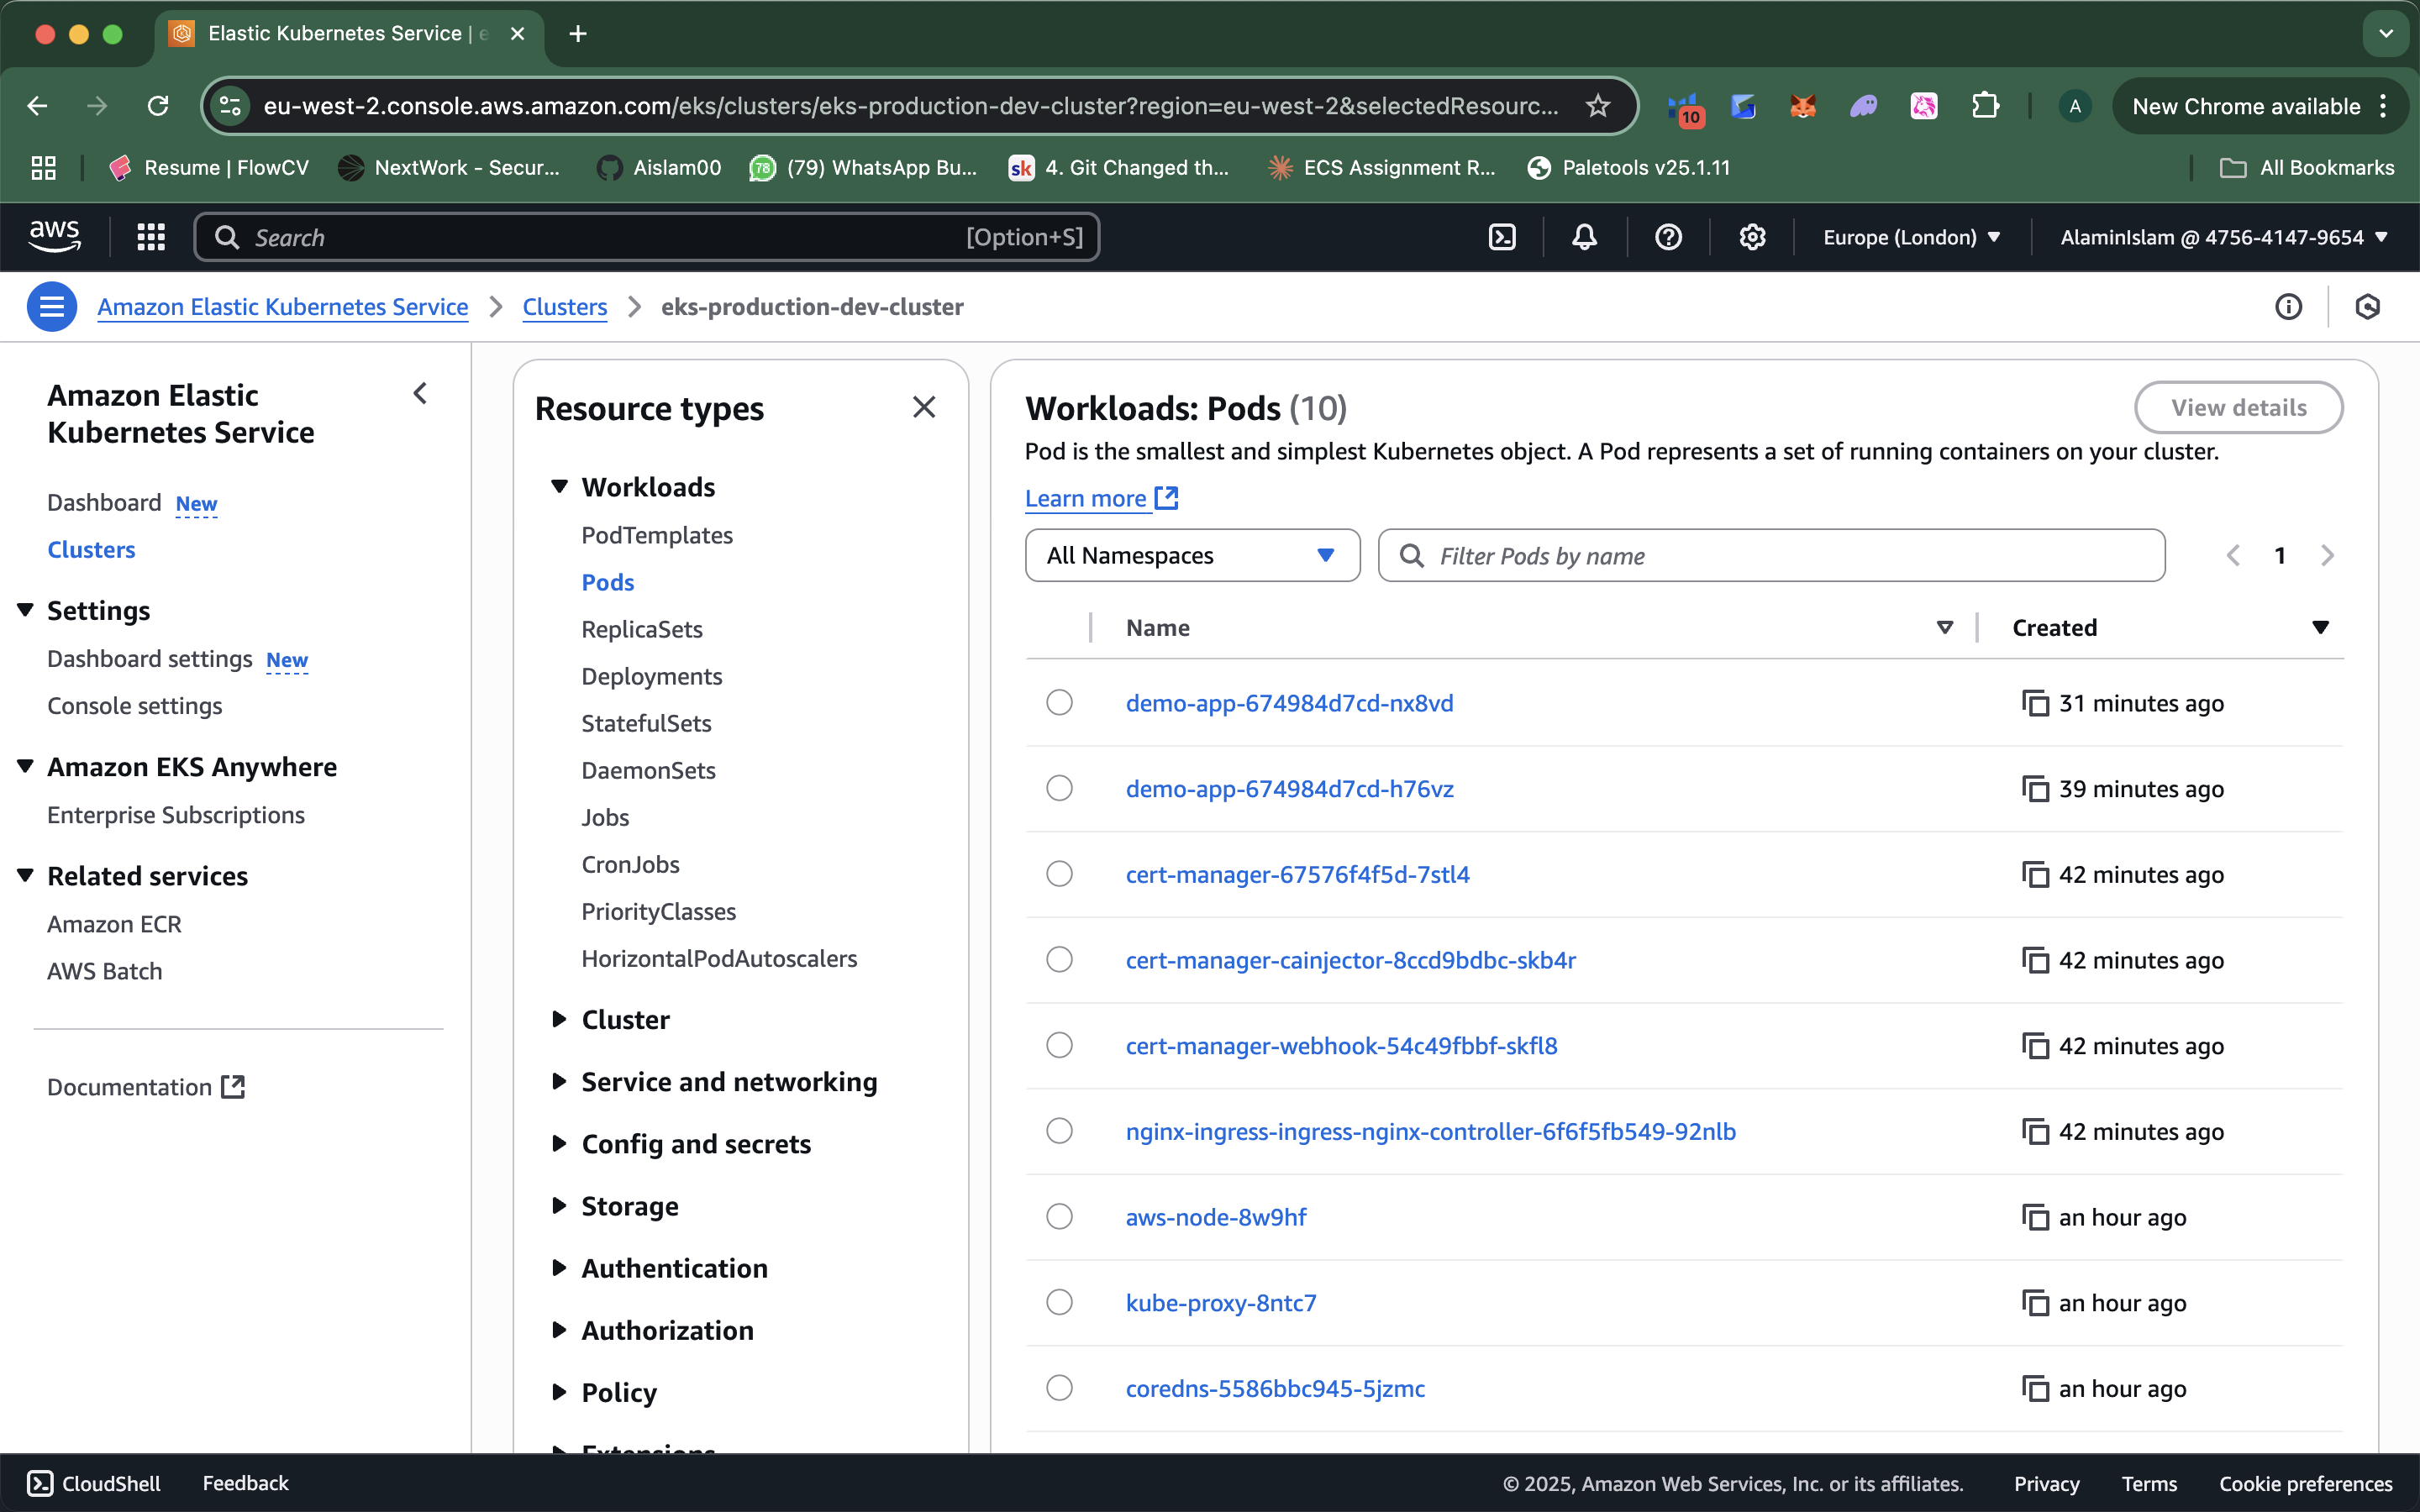 Elastic Kubernetes Service | e
eu-west-2.console.aws.amazon.com/eks/clusters/eks-production-dev-cluster?region=eu-west-2&selectedResourc...
10
A
New Chrome available
Resume | FlowCV
NextWork - Secur...
Aislam00
78
(79) WhatsApp Bu...
sk
4. Git Changed th...
ECS Assignment R...
Paletools v25.1.11
All Bookmarks
aws
Search
[Option+S]
Europe (London)
AlaminIslam @ 4756-4147-9654
Amazon Elastic Kubernetes Service
Clusters
eks-production-dev-cluster
Amazon Elastic
Kubernetes Service
Dashboard New
Clusters
Settings
Dashboard settings New
Console settings
Amazon EKS Anywhere
Enterprise Subscriptions
Related services
Amazon ECR
AWS Batch
Documentation
Resource types
Workloads
PodTemplates
Pods
ReplicaSets
Deployments
StatefulSets
DaemonSets
Jobs
CronJobs
PriorityClasses
HorizontalPodAutoscalers
Cluster
Service and networking
Config and secrets
Storage
Authentication
Authorization
Policy
Extensions
Workloads: Pods (10)
View details
Pod is the smallest and simplest Kubernetes object. A Pod represents a set of running containers on your cluster.
Learn more
All Namespaces
Filter Pods by name
1
Name
Created
demo-app-674984d7cd-nx8vd
31 minutes ago
demo-app-674984d7cd-h76vz
39 minutes ago
cert-manager-67576f4f5d-7stl4
42 minutes ago
cert-manager-cainjector-8ccd9bdbc-skb4r
42 minutes ago
cert-manager-webhook-54c49fbbf-skfl8
42 minutes ago
nginx-ingress-ingress-nginx-controller-6f6f5fb549-92nlb
42 minutes ago
aws-node-8w9hf
an hour ago
kube-proxy-8ntc7
an hour ago
coredns-5586bbc945-5jzmc
an hour ago
CloudShell
Feedback
© 2025, Amazon Web Services, Inc. or its affiliates.
Privacy
Terms
Cookie preferences